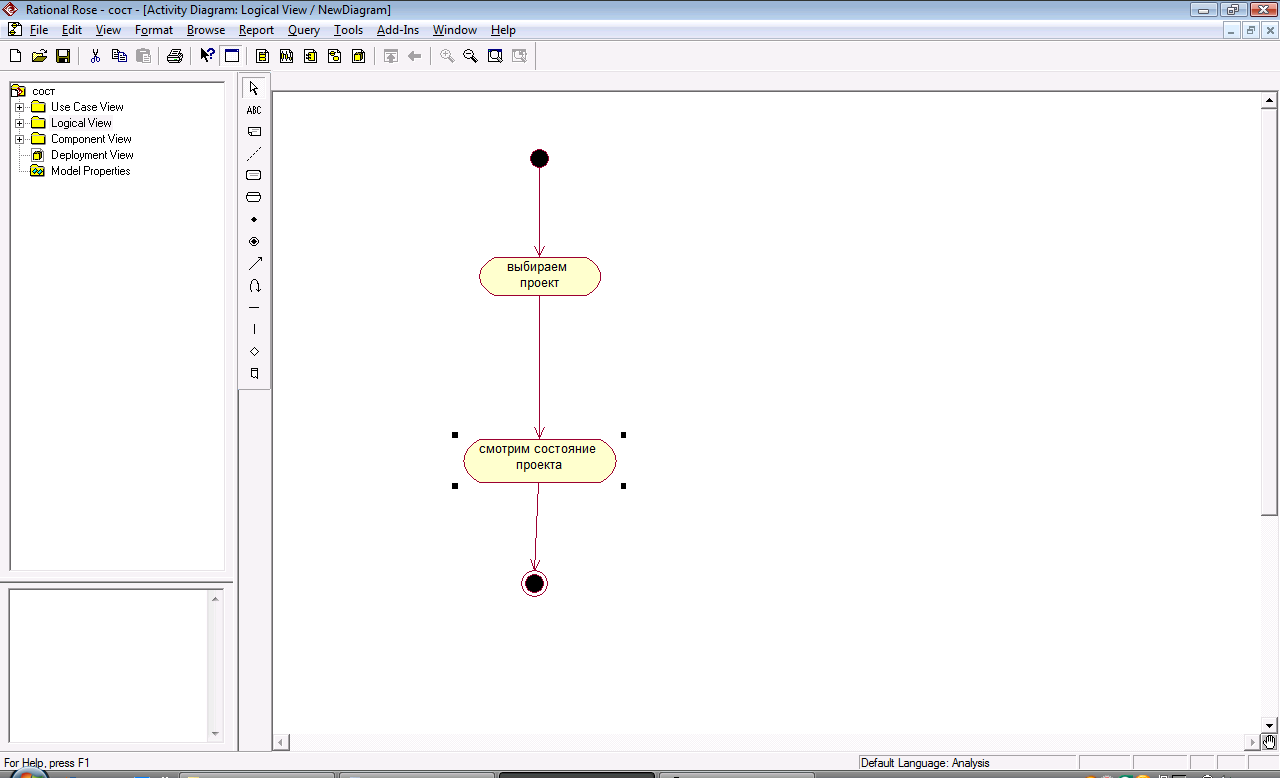 Rational Rose - сост - [Activity Diagram: Logical View / NewDiagram]
File Edit View Format Browse Report Query Tools Add-Ins Window Help
сост
Use Case View
Logical View
Component View
Deployment View
Model Properties
ABC
выбираем
проект
смотрим состояние
проекта
For Help, press F1
Default Language: Analysis